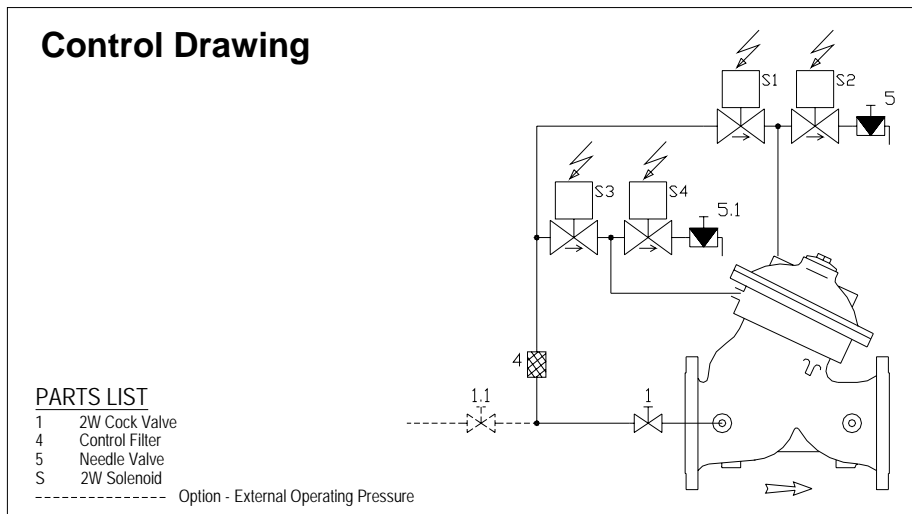 Control Drawing
S1
S2
5
S3
S4
5.1
4
1.1
1
PARTS LIST
1 2W Cock Valve
4 Control Filter
5 Needle Valve
S 2W Solenoid
--------------- Option - External Operating Pressure